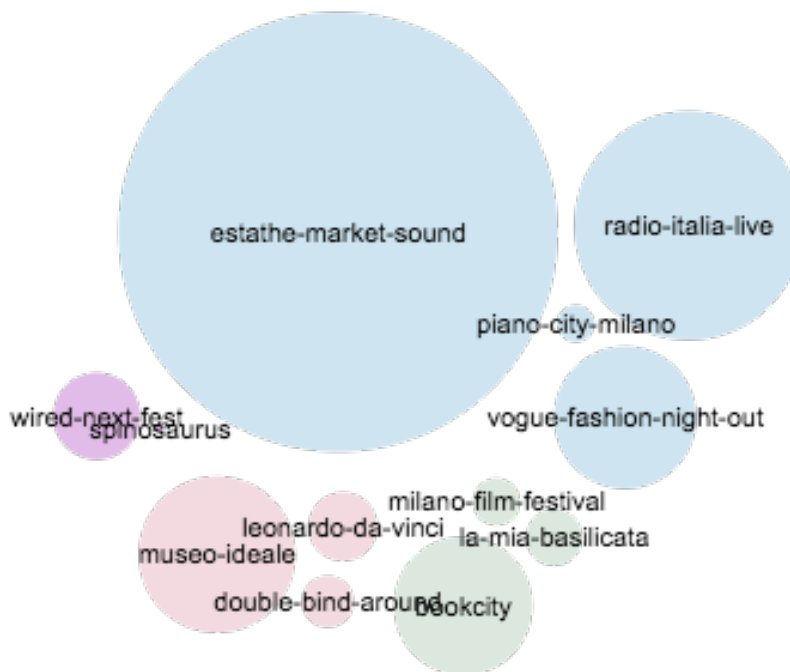 estathe-market-sound
radio-italia-live
piano-city-milano
wired-next-fest
spinosaurus
vogue-fashion-night-out
milano-film-festival
leonardo-da-vinci
la-mia-basilicata
museo-ideale
double-bind-around
bookcity